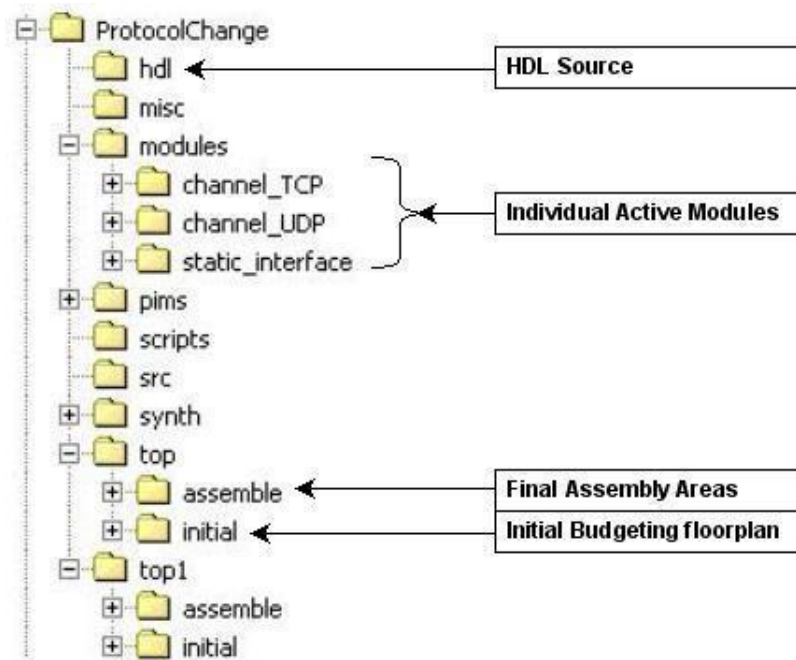 ProtocolChange
hdl
HDL Source
misc
modules
channel_TCP
channel_UDP
Individual Active Modules
static_interface
pims
scripts
src
synth
top
assemble
Final Assembly Areas
initial
Initial Budgeting floorplan
top1
assemble
initial